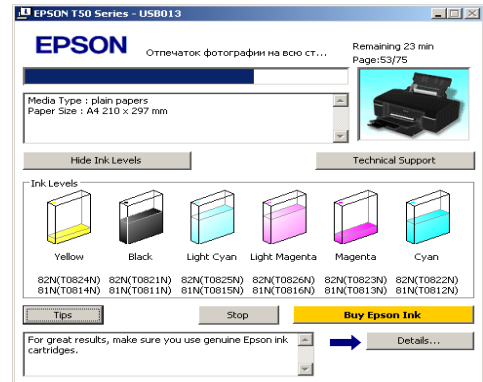 EPSON T50 Series - USB013
EPSON
Отпечаток фотографии на всю ст...
Remaining 23 min
Page:53/75
Media Type : plain papers
Paper Size : A4 210 x 297 mm
Hide Ink Levels
Technical Support
Ink Levels
Yellow
Black
Light Cyan
Light Magenta
Magenta
Cyan
82N(T0824N) 82N(T0821N) 82N(T0825N) 82N(T0826N) 82N(T0823N) 82N(T0822N)
81N(T0814N) 81N(T0811N) 81N(T0815N) 81N(T0816N) 81N(T0813N) 81N(T0812N)
Tips
Stop
Buy Epson Ink
For great results, make sure you use genuine Epson ink
cartridges.
Details...